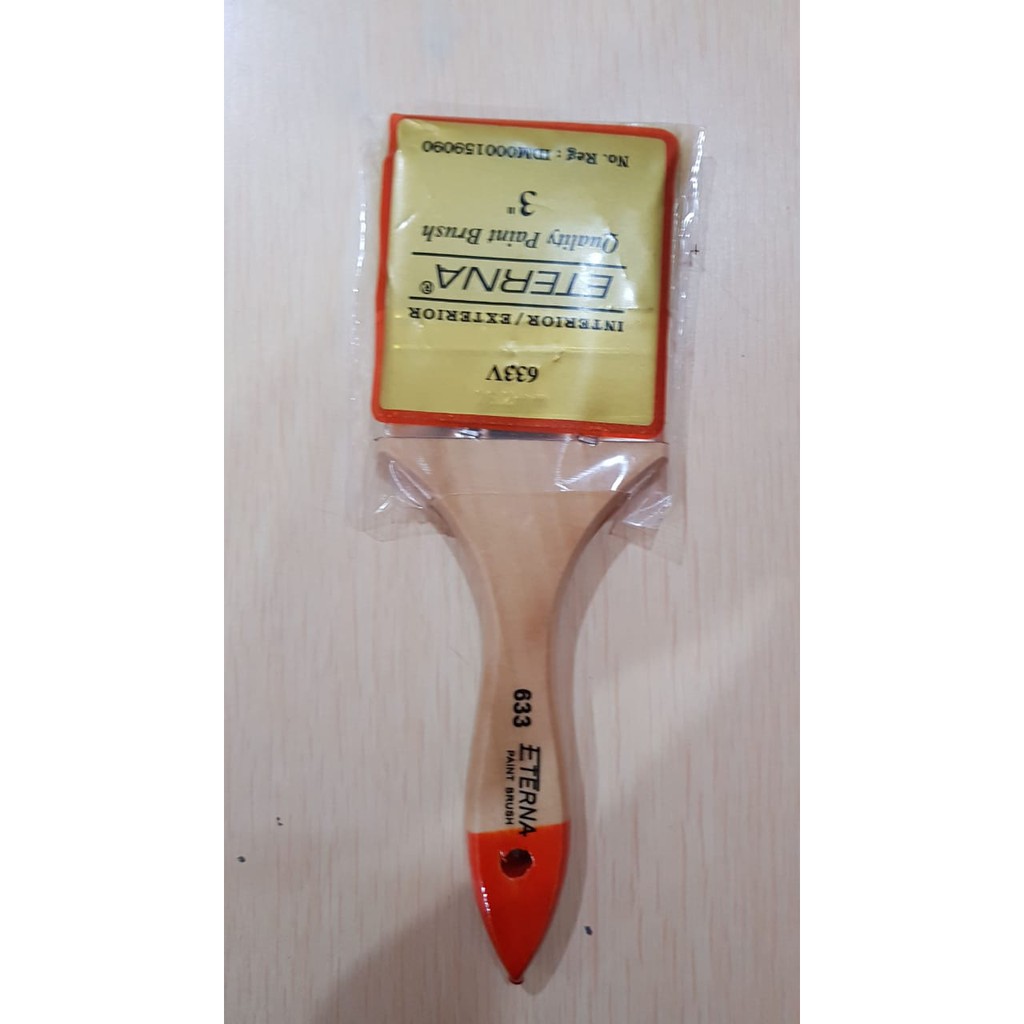 633V
INTERIOR/EXTERIOR
ETERNA®
Quality Paint Brush
3"
No. Reg : IDM000159090
633 ETERNA
PAINT BRUSH